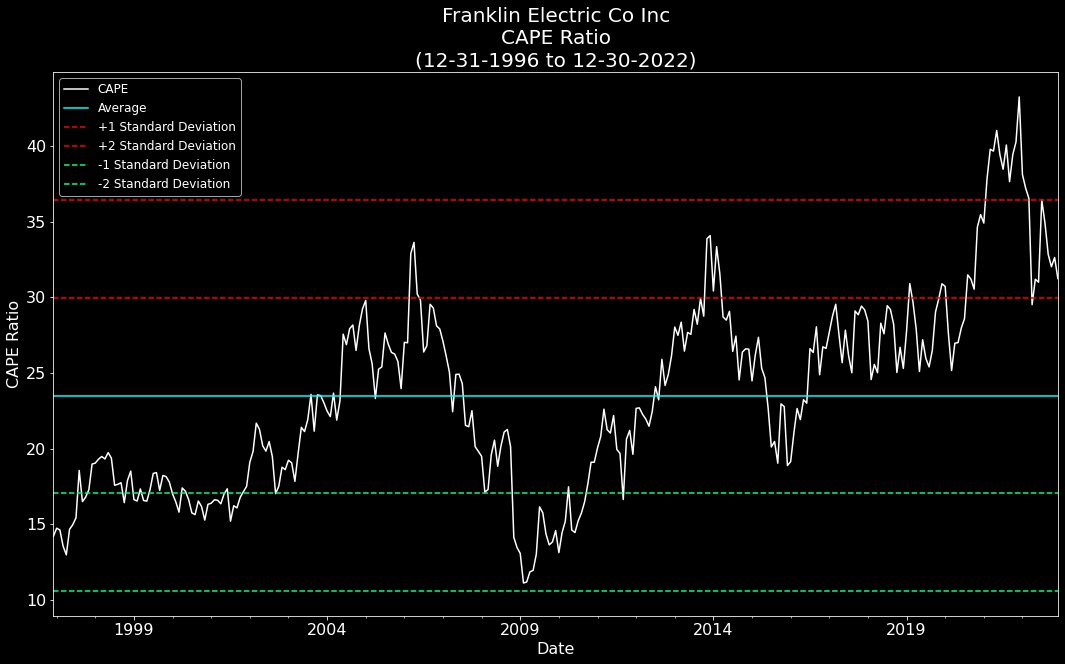 Franklin Electric Co Inc
CAPE Ratio
(12-31-1996 to 12-30-2022)
CAPE
Average
+1 Standard Deviation
+2 Standard Deviation
-1 Standard Deviation
-2 Standard Deviation
CAPE Ratio
40
35
30
25
20
15
10
1999 2004 2009 2014 2019
Date